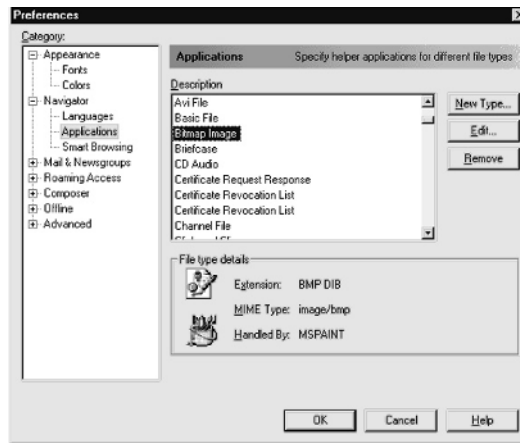 Preferences
Category:
Appearance
Fonts
Colors
Navigator
Languages
Applications
Smart Browsing
Mail & Newsgroups
Roaming Access
Composer
Offline
Advanced
Applications Specify helper applications for different file types
Description
Avi File
Basic File
Bitmap Image
Briefcase
CD Audio
Certificate Request Response
Certificate Revocation List
Certificate Revocation List
Channel File
New Type...
Edit...
Remove
File type details
Extension: BMP DIB
MIME Type: image/bmp
Handled By: MSPAINT
OK Cancel Help